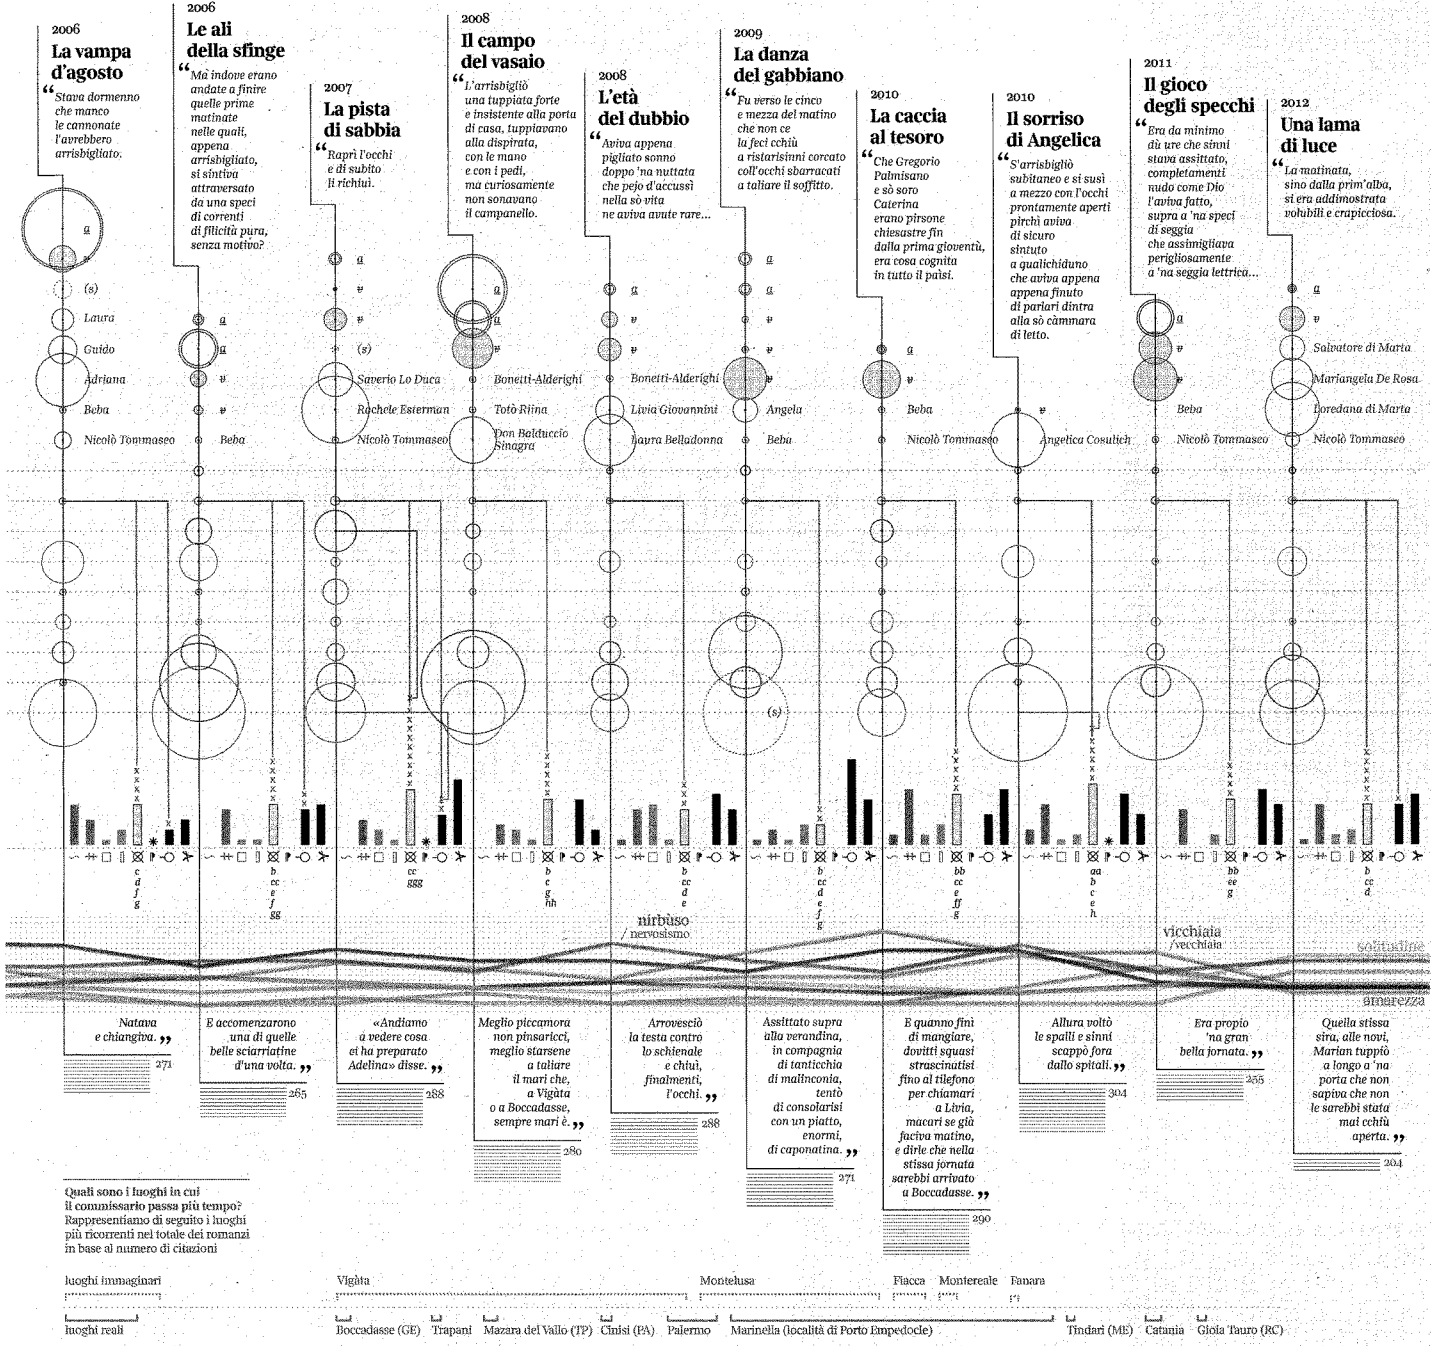 2006
La vampa
d'agosto
“Stava dormenno
che manco
le cannonate
l'avrebbero
arrisbigliato.
a
v
(s)
Laura
Guido
Adriana
Beba
Nicolò Tommaseo
2006
Le ali
della sfinge
“Ma indove erano
andate a finire
quelle prime
matinate
nelle quali,
appena
arrisbigliato,
si sintiva
attraversato
da una speci
di correnti
di filicità pura,
senza motivo?
a
a
v
v
Beba
2007
La pista
di sabbia
“Raprì l'occhi
e di subito
li richiuì.
a
v
v
(s)
Saverio Lo Duca
Rachele Esterman
Nicolò Tommaseo
2008
Il campo
del vasaio
“L'arrisbigliò
una tuppiata forte
e insistente alla porta
di casa, tuppiavano
alla dispirata,
con le mano
e con i pedi,
ma curiosamente
non sonavano
il campanello.
a
a
v
Bonetti-Alderighi
Totò Riina
Don Balduccio
Sinagra
2008
L'età
del dubbio
“Aviva appena
pigliato sonno
doppo 'na nuttata
che pejo d'accussì
nella sò vita
ne aviva avute rare...
a
v
v
Bonetti-Alderighi
Livia Giovannini
Laura Belladonna
2009
La danza
del gabbiano
“Fu verso le cinco
e mezza del matino
che non ce
la feci cchiù
a ristarisinni corcato
coll'occhi sbarracati
a taliare il soffitto.
a
a
v
v
v
Angela
Beba
(s)
2010
La caccia
al tesoro
“Che Gregorio
Palmisano
e sò soro
Caterina
erano pirsone
chiesastre fin
dalla prima gioventù,
era cosa cognita
in tutto il paìsi.
a
v
Beba
Nicolò Tommaseo
2010
Il sorriso
di Angelica
“S'arrisbigliò
subitaneo e si susì
a mezzo con l'occhi
prontamente aperti
pirchì aviva
di sicuro
sintuto
a qualichiduno
che aviva appena
appena finuto
di parlari dintra
alla sò càmmara
di letto.
v
Angelica Cosulich
2011
Il gioco
degli specchi
“Era da minimo
dù ure che sinni
stava assittato,
completamenti
nudo come Dio
l'aviva fatto,
supra a 'na speci
di seggia
che assimigliava
perigliosamente
a 'na seggia lettrica...
a
v
v
Beba
Nicolò Tommaseo
2012
Una lama
di luce
“La matinata,
sino dalla prim'alba,
si era addimostrata
volubili e crapicciosa.
a
v
Salvatore di Marta
Mariangela De Rosa
Loredana di Marta
Nicolò Tommaseo
c
d
f
g
b
cc
e
f
gg
cc
ggg
b
c
g
hh
b
cc
d
e
b
cc
d
e
f
g
bb
cc
e
ff
g
aa
b
c
e
h
bb
ee
g
b
cc
d
nirbùso
/ nervosismo
vicchiaia
/vecchiaia
solitudine
amarezza
Natava
e chiangiva. ”
271
E accomenzarono
una di quelle
belle sciarriatine
d'una volta. ”
265
«Andiamo
a vedere cosa
ci ha preparato
Adelina» disse. ”
288
Meglio piccamora
non pinsaricci,
meglio starsene
a taliare
il mari che,
a Vigàta
o a Boccadasse,
sempre mari è. ”
280
Arrovesciò
la testa contro
lo schienale
e chiuì,
finalmenti,
l'occhi. ”
288
Assittato supra
alla verandina,
in compagnia
di tanticchia
di malinconia,
tentò
di consolarisi
con un piatto,
enormi,
di caponatina. ”
271
E quanno finì
di mangiare,
dovitti squasi
strascinatisi
fino al tilefono
per chiamari
a Livia,
macari se già
faciva matino,
e dirle che nella
stissa jornata
sarebbi arrivato
a Boccadasse. ”
290
Allura voltò
le spalli e sinni
scappò fora
dallo spitali. ”
304
Era propio
'na gran
bella jornata. ”
255
Quella stissa
sira, alle novi,
Marian tuppiò
a longo a 'na
porta che non
sapiva che non
le sarebbi stata
mai cchiù
aperta. ”
204
Quali sono i luoghi in cui
il commissario passa più tempo?
Rappresentiamo di seguito i luoghi
più ricorrenti nel totale dei romanzi
in base al numero di citazioni
luoghi immaginari
Vigàta
Montelusa
Fiacca
Montereale
Fanara
luoghi reali
Boccadasse (GE)
Trapani
Mazara del Vallo (TP)
Cinisi (PA)
Palermo
Marinella (località di Porto Empedocle)
Tindari (ME)
Catania
Gioia Tauro (RC)